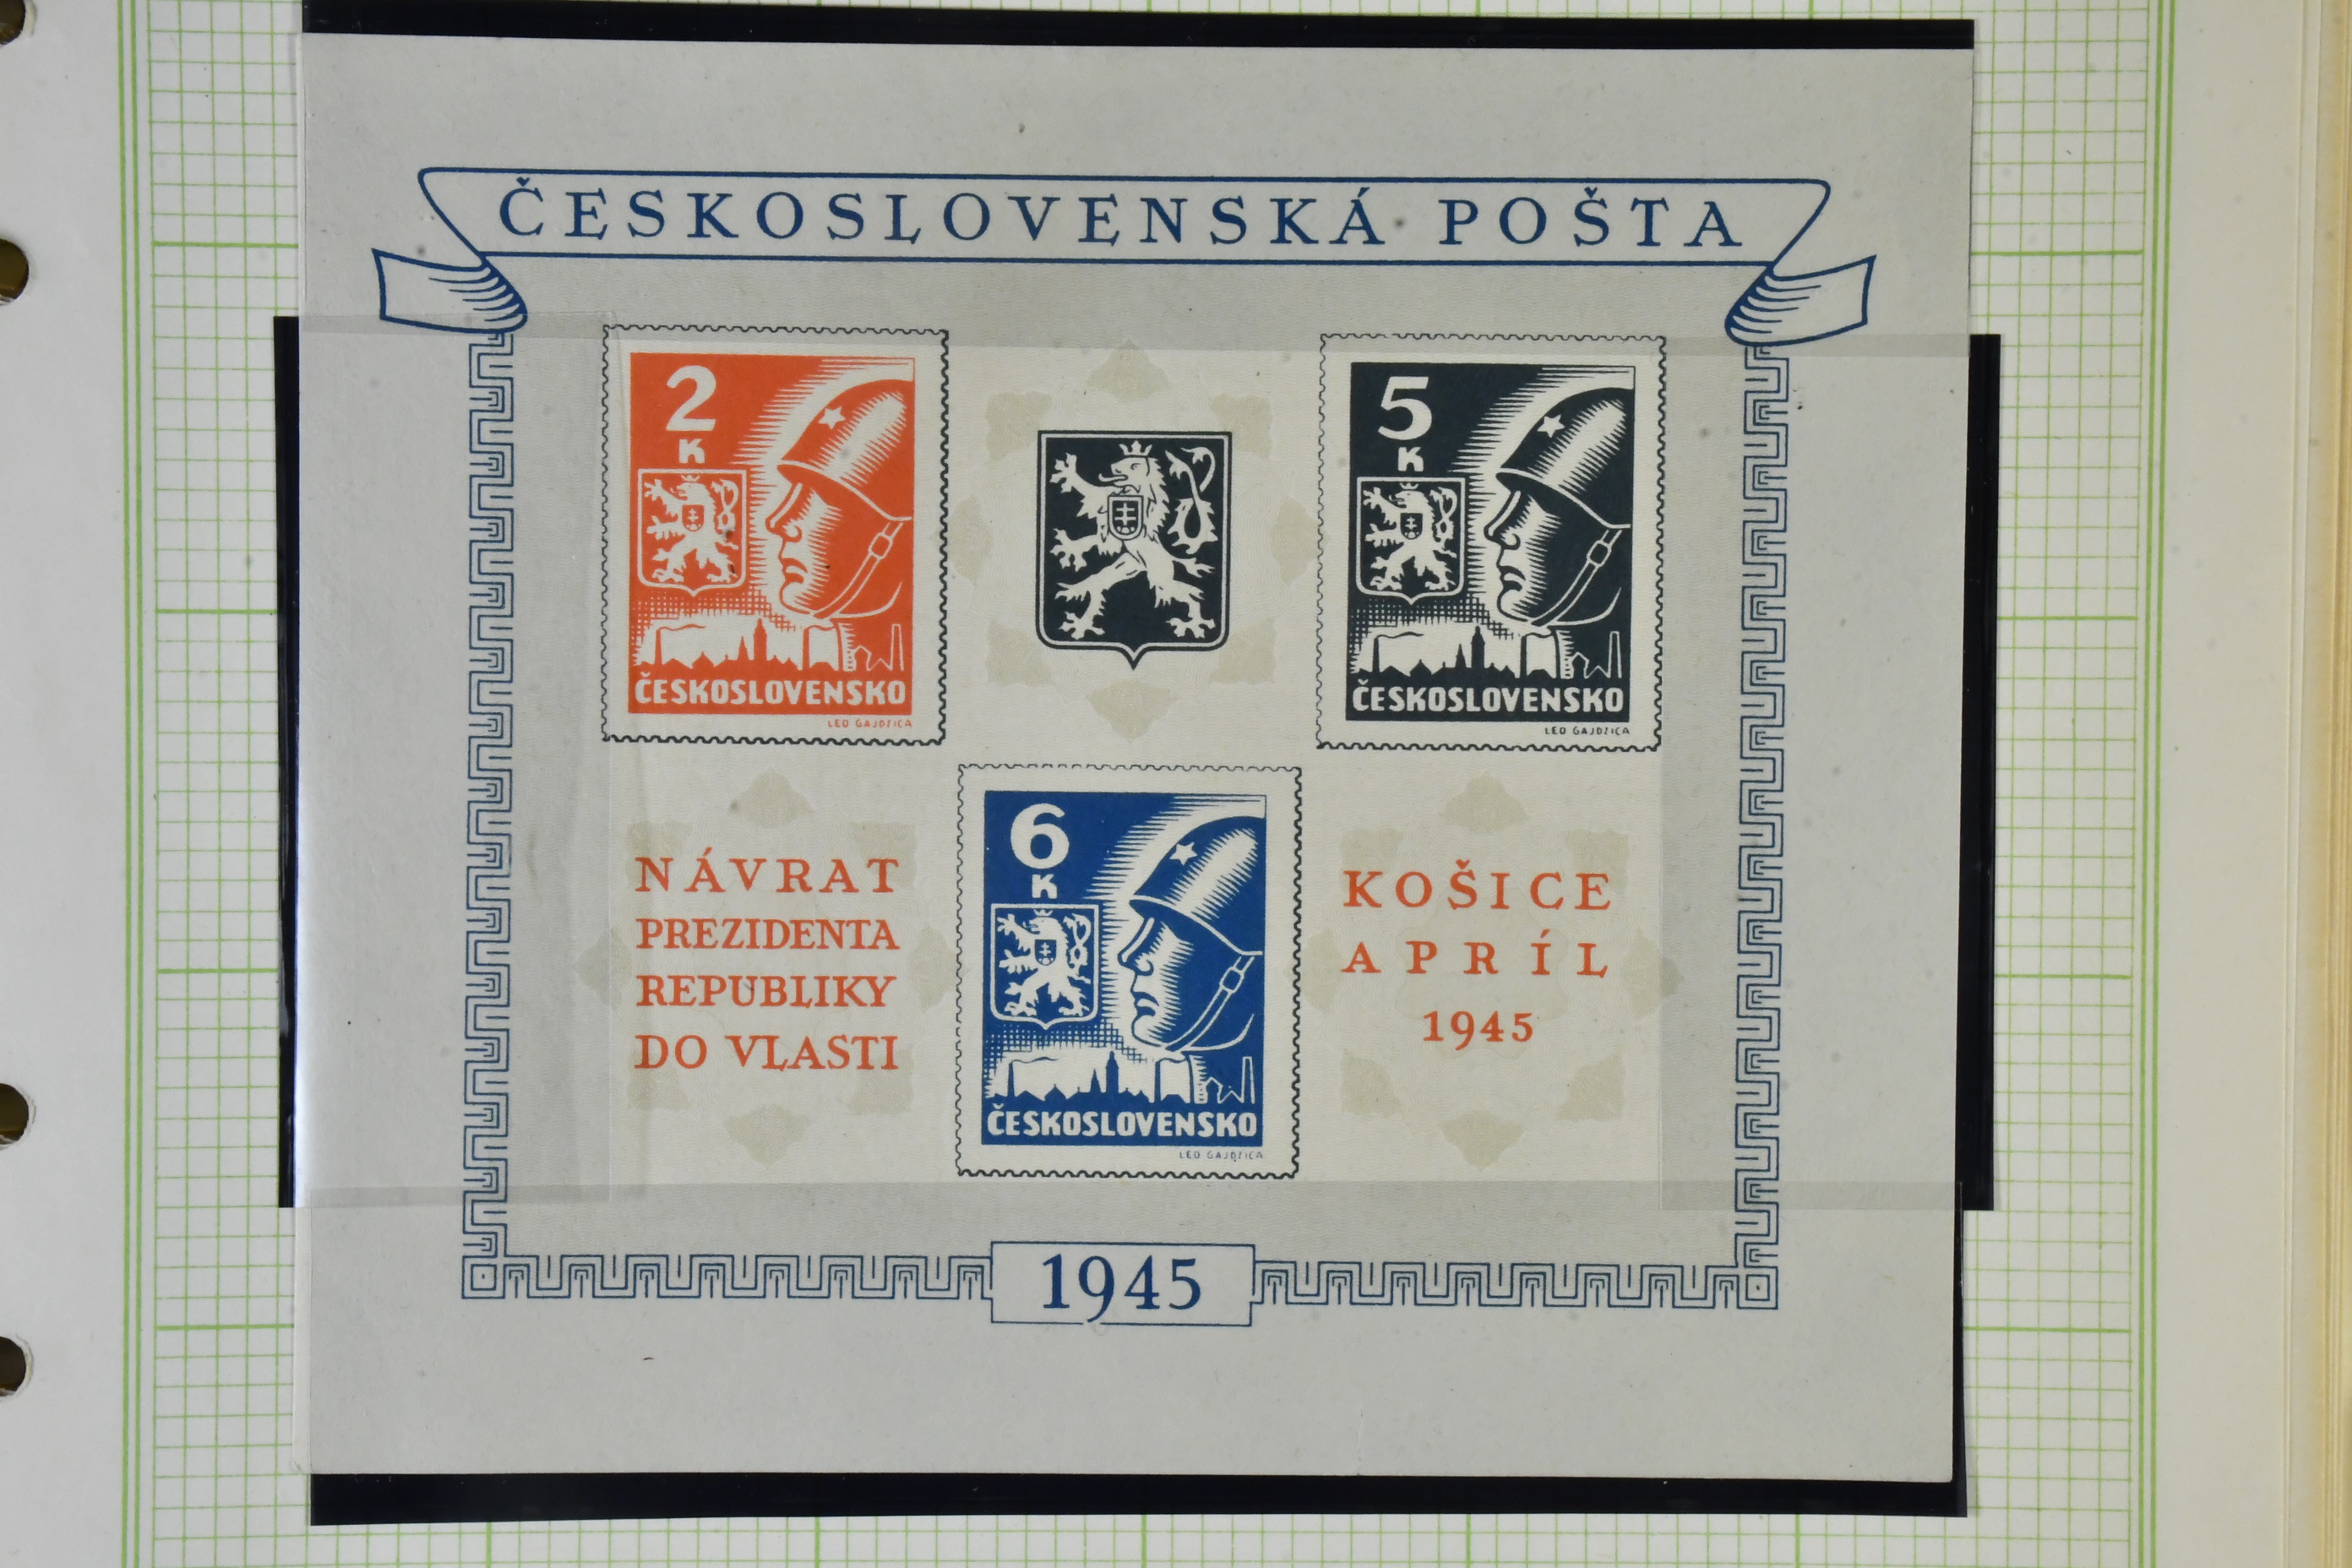 ČESKOSLOVENSKÁ POŠTA
2
K
ČESKOSLOVENSKO
LEO GAJDZICA
5
K
ČESKOSLOVENSKO
LEO GAJDZICA
NÁVRAT
PREZIDENTA
REPUBLIKY
DO VLASTI
6
K
ČESKOSLOVENSKO
LEO GAJDZICA
KOŠICE
APRÍL
1945
1945